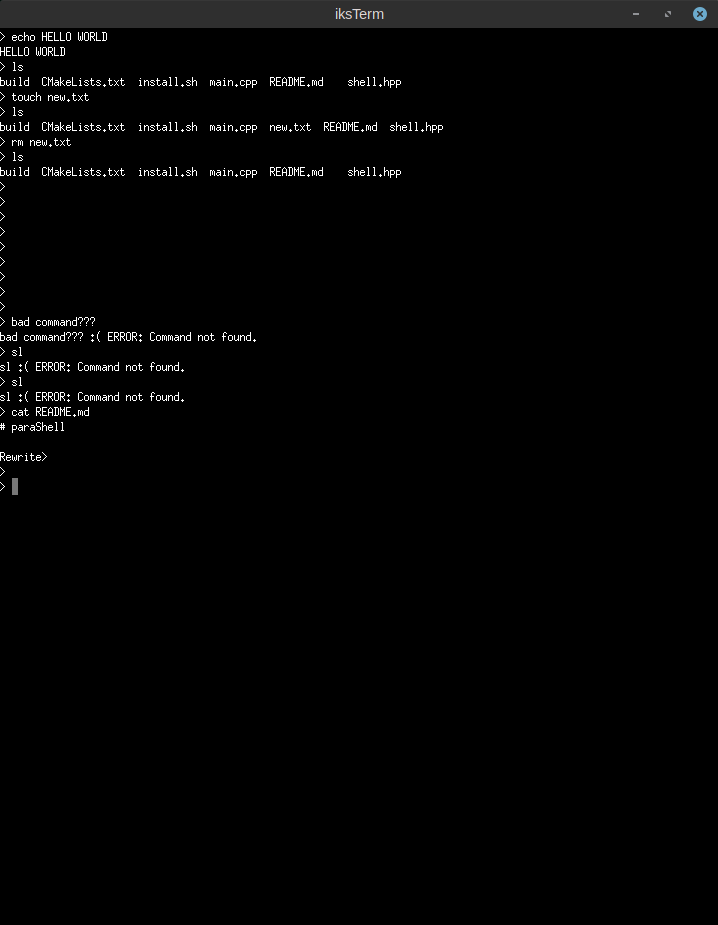 iksTerm
> echo HELLO WORLD
HELLO WORLD
> ls
build  CMakeLists.txt  install.sh  main.cpp  README.md    shell.hpp
> touch new.txt
> ls
build  CMakeLists.txt  install.sh  main.cpp  new.txt  README.md  shell.hpp
> rm new.txt
> ls
build  CMakeLists.txt  install.sh  main.cpp  README.md    shell.hpp
>
>
>
>
>
>
>
>
>
> bad command???
bad command??? :( ERROR: Command not found.
> sl
sl :( ERROR: Command not found.
> sl
sl :( ERROR: Command not found.
> cat README.md
# paraShell

Rewrite>
>
>